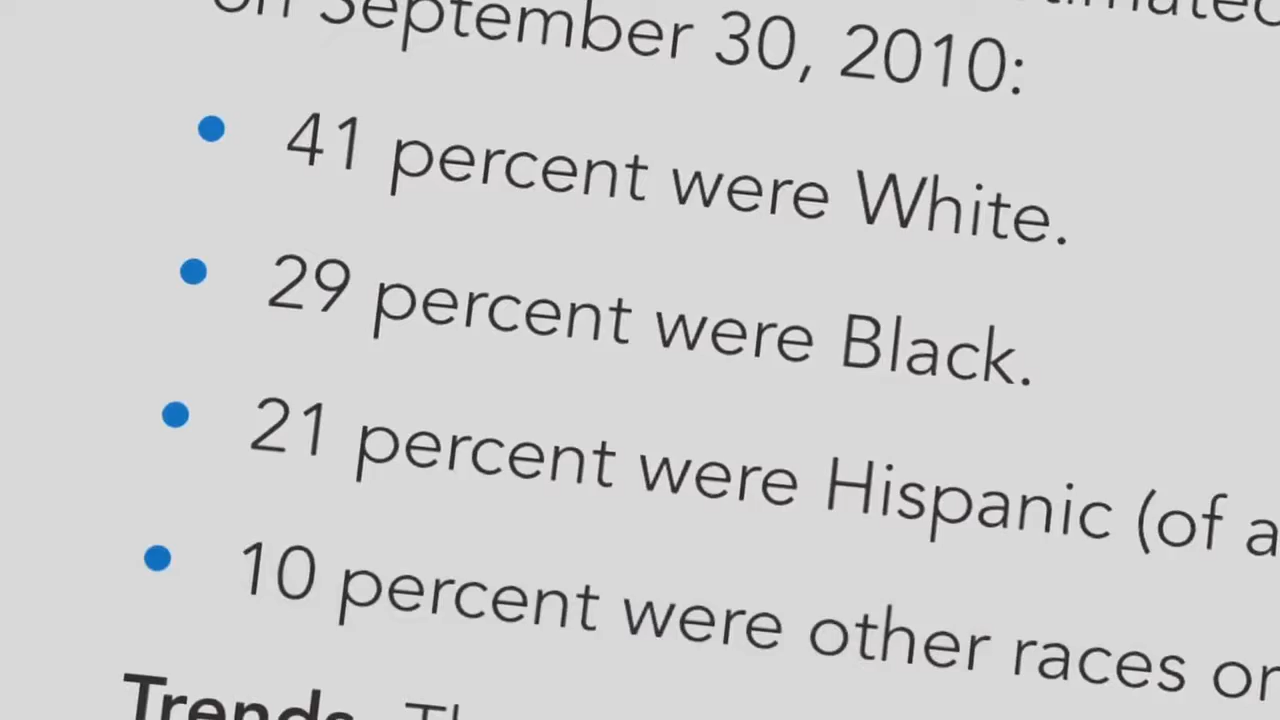 on September 30, 2010:
• 41 percent were White.
• 29 percent were Black.
• 21 percent were Hispanic (of
• 10 percent were other races or
Trends